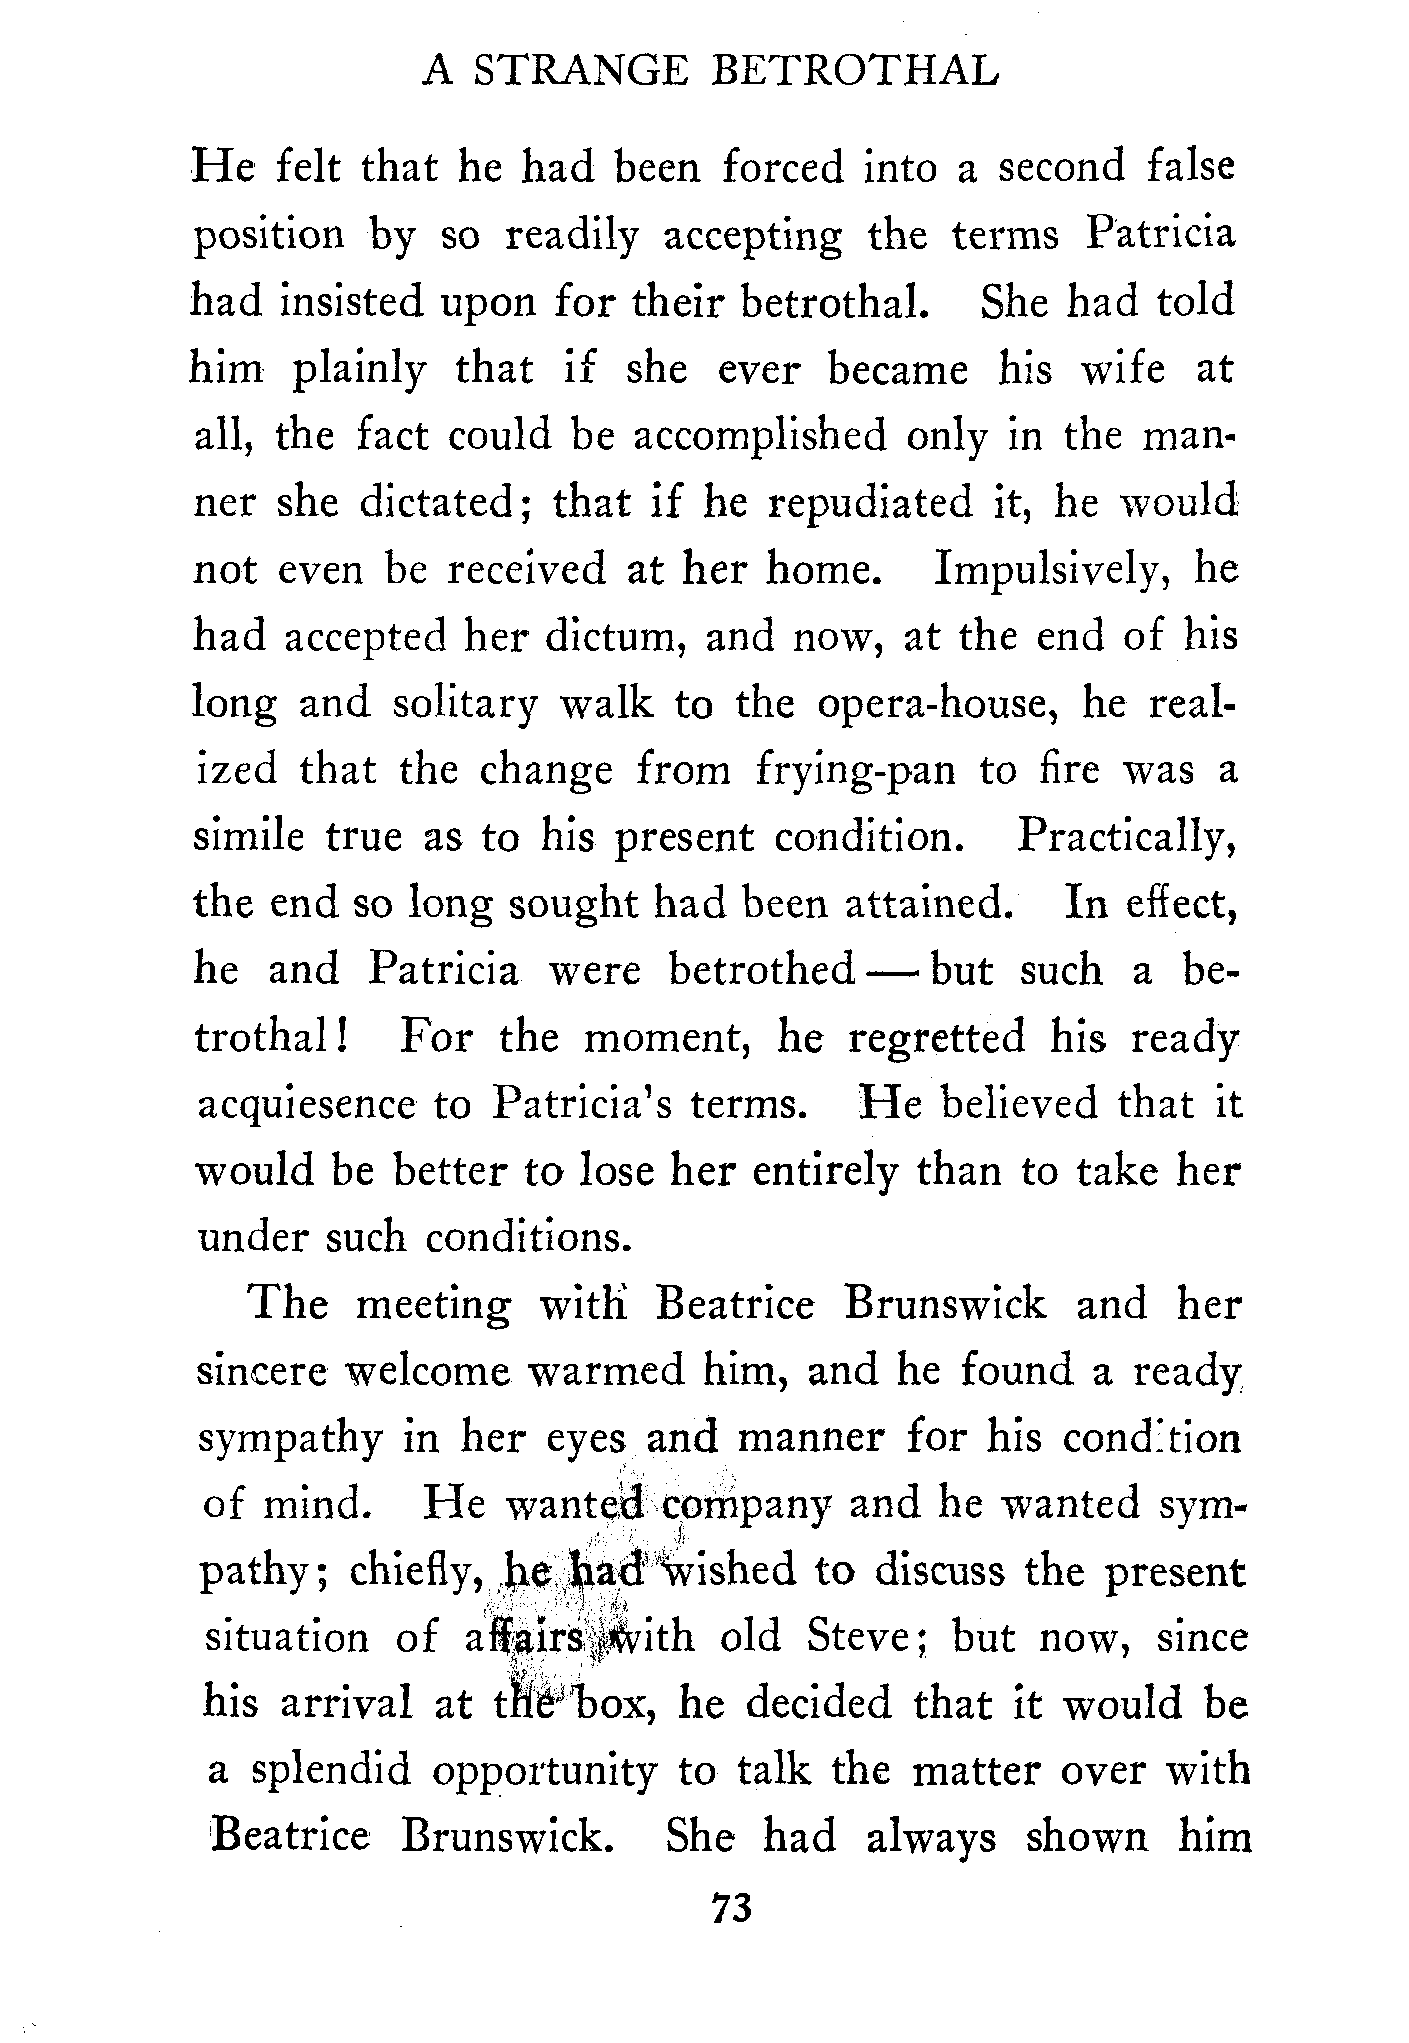 A STRANGE BETROTHAL
He felt that he had been forced into a second false
position by so readily accepting the terms Patricia
had insisted upon for their betrothal. She had told
him plainly that if she ever became his wife at
all, the fact could be accomplished only in the man-
ner she dictated; that if he repudiated it, he would
not even be received at her home. Impulsively, he
had accepted her dictum, and now, at the end of his
long and solitary walk to the opera-house, he real-
ized that the change from frying-pan to fire was a
simile true as to his present condition. Practically,
the end so long sought had been attained. In effect,
he and Patricia were betrothed — but such a be-
trothal! For the moment, he regretted his ready
acquiesence to Patricia's terms. He believed that it
would be better to lose her entirely than to take her
under such conditions.
The meeting with Beatrice Brunswick and her
sincere welcome warmed him, and he found a ready
sympathy in her eyes and manner for his condition
of mind. He wanted company and he wanted sym-
pathy; chiefly, he had wished to discuss the present
situation of affairs with old Steve; but now, since
his arrival at the box, he decided that it would be
a splendid opportunity to talk the matter over with
Beatrice Brunswick. She had always shown him
73